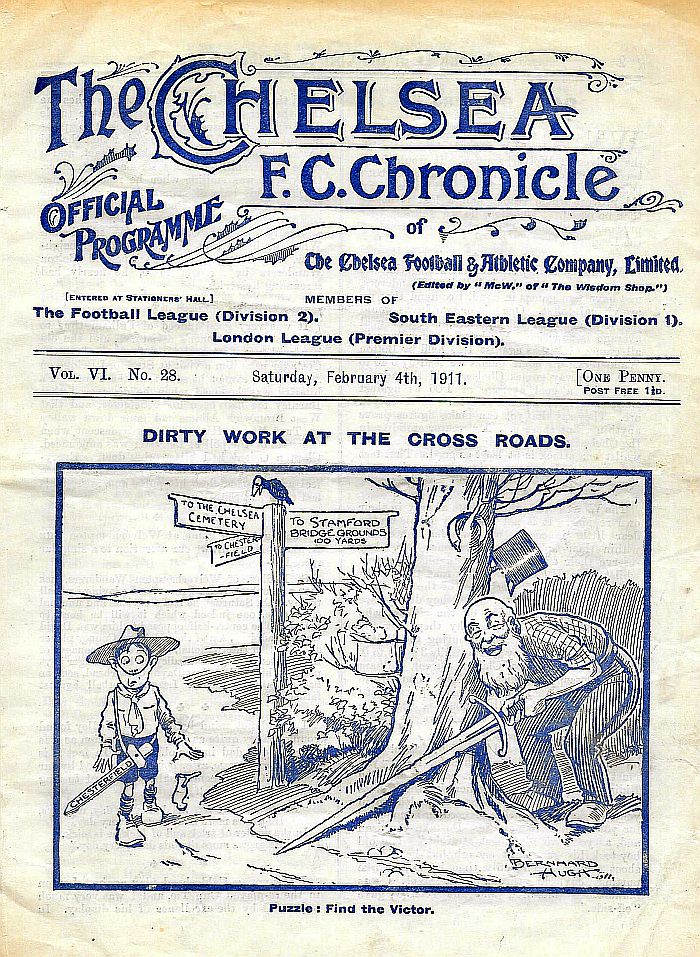 The CHELSEA
F.C. Chronicle
OFFICIAL
PROGRAMME
of
The Chelsea Football & Athletic Company, Limited.
(Edited by "McW." of "The Wisdom Shop.")
[ENTERED AT STATIONERS' HALL.]
MEMBERS OF
The Football League (Division 2).
South Eastern League (Division 1).
London League (Premier Division).
VOL. VI. No. 28.
Saturday, February 4th, 1911.
[ONE PENNY.
POST FREE 1½D.
DIRTY WORK AT THE CROSS ROADS.
TO THE CHELSEA
CEMETERY
TO CHESTER
-FIELD
TO STAMFORD
BRIDGE GROUNDS
100 YARDS
CHESTERFIELD
BERNHARD
HUGH. 1911.
Puzzle: Find the Victor.